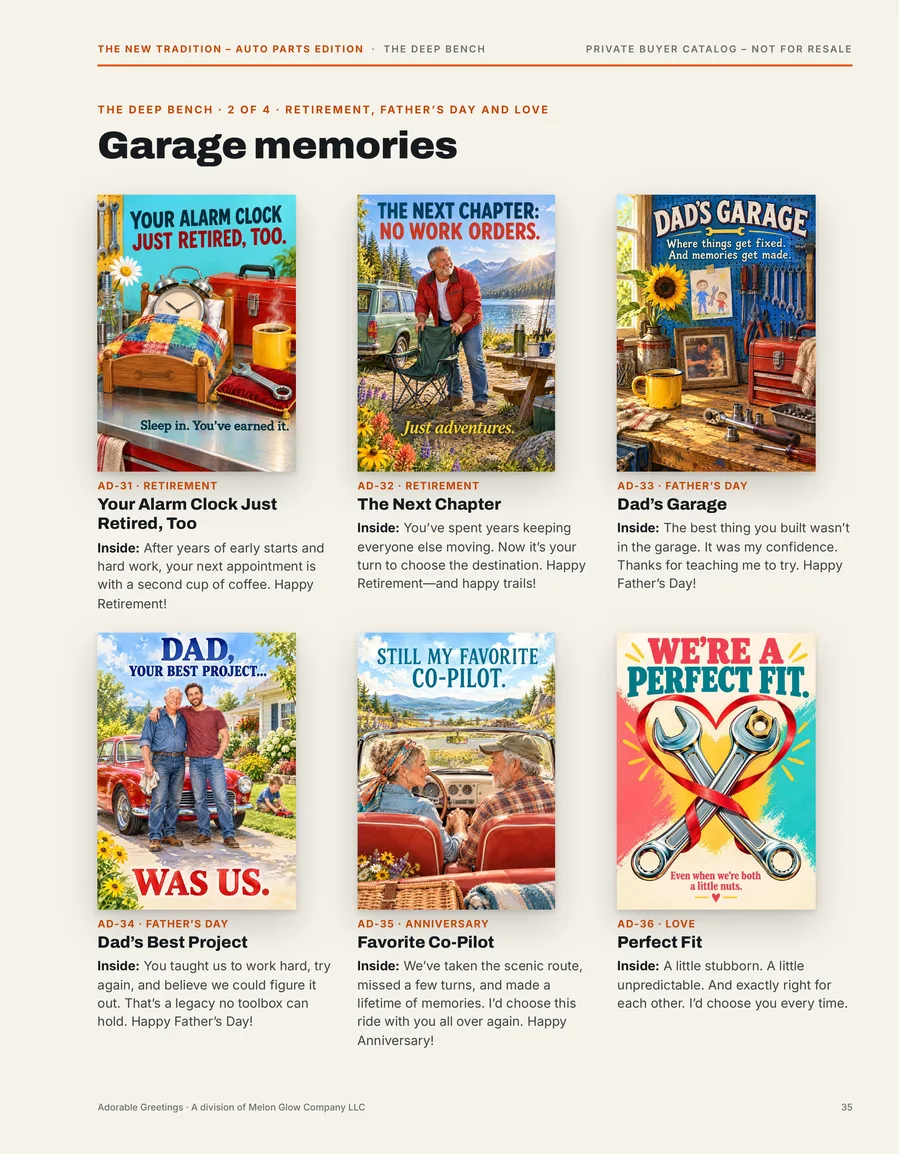 THE NEW TRADITION – AUTO PARTS EDITION · THE DEEP BENCH
PRIVATE BUYER CATALOG – NOT FOR RESALE
THE DEEP BENCH · 2 OF 4 · RETIREMENT, FATHER’S DAY AND LOVE
Garage memories
YOUR ALARM CLOCK
JUST RETIRED, TOO.
Sleep in. You’ve earned it.
AD-31 · RETIREMENT
Your Alarm Clock Just
Retired, Too
Inside: After years of early starts and
hard work, your next appointment is
with a second cup of coffee. Happy
Retirement!
THE NEXT CHAPTER:
NO WORK ORDERS.
Just adventures.
AD-32 · RETIREMENT
The Next Chapter
Inside: You’ve spent years keeping
everyone else moving. Now it’s your
turn to choose the destination. Happy
Retirement—and happy trails!
DAD’S GARAGE
Where things get fixed.
And memories get made.
AD-33 · FATHER’S DAY
Dad’s Garage
Inside: The best thing you built wasn’t
in the garage. It was my confidence.
Thanks for teaching me to try. Happy
Father’s Day!
DAD,
YOUR BEST PROJECT...
WAS US.
AD-34 · FATHER’S DAY
Dad’s Best Project
Inside: You taught us to work hard, try
again, and believe we could figure it
out. That’s a legacy no toolbox can
hold. Happy Father’s Day!
STILL MY FAVORITE
CO-PILOT.
AD-35 · ANNIVERSARY
Favorite Co-Pilot
Inside: We’ve taken the scenic route,
missed a few turns, and made a
lifetime of memories. I’d choose this
ride with you all over again. Happy
Anniversary!
WE’RE A
PERFECT FIT.
Even when we’re both
a little nuts.
AD-36 · LOVE
Perfect Fit
Inside: A little stubborn. A little
unpredictable. And exactly right for
each other. I’d choose you every time.
Adorable Greetings · A division of Melon Glow Company LLC
35